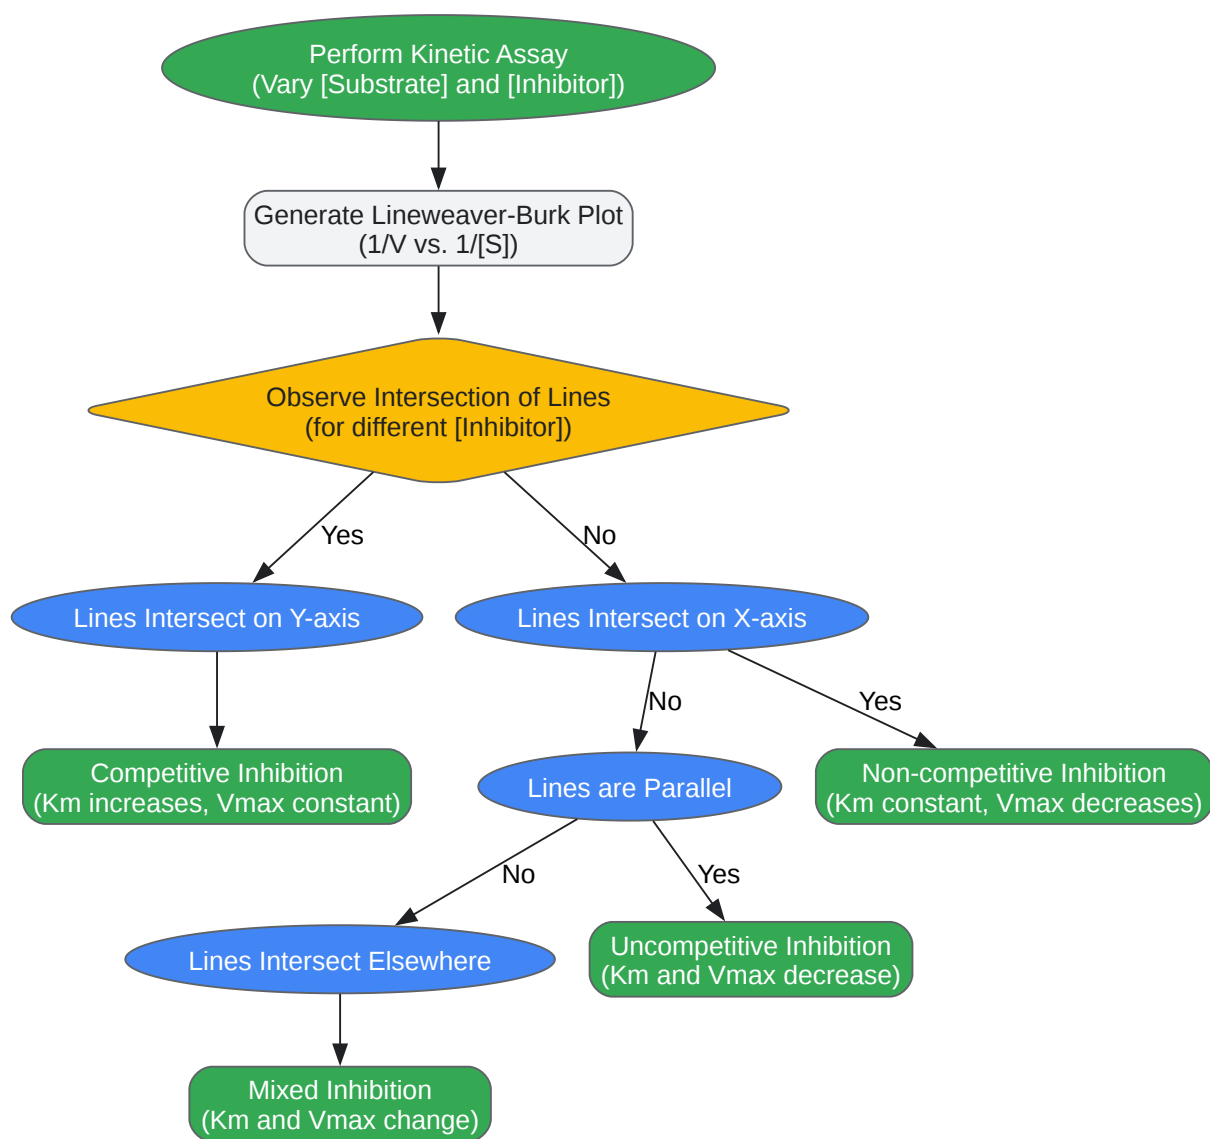 Perform Kinetic Assay
(Vary [Substrate] and [Inhibitor])
Generate Lineweaver-Burk Plot
(1/V vs. 1/[S])
Observe Intersection of Lines
(for different [Inhibitor])
Yes
No
Lines Intersect on Y-axis
Lines Intersect on X-axis
No
Yes
Competitive Inhibition
(Km increases, Vmax constant)
Lines are Parallel
Non-competitive Inhibition
(Km constant, Vmax decreases)
No
Yes
Lines Intersect Elsewhere
Uncompetitive Inhibition
(Km and Vmax decrease)
Mixed Inhibition
(Km and Vmax change)